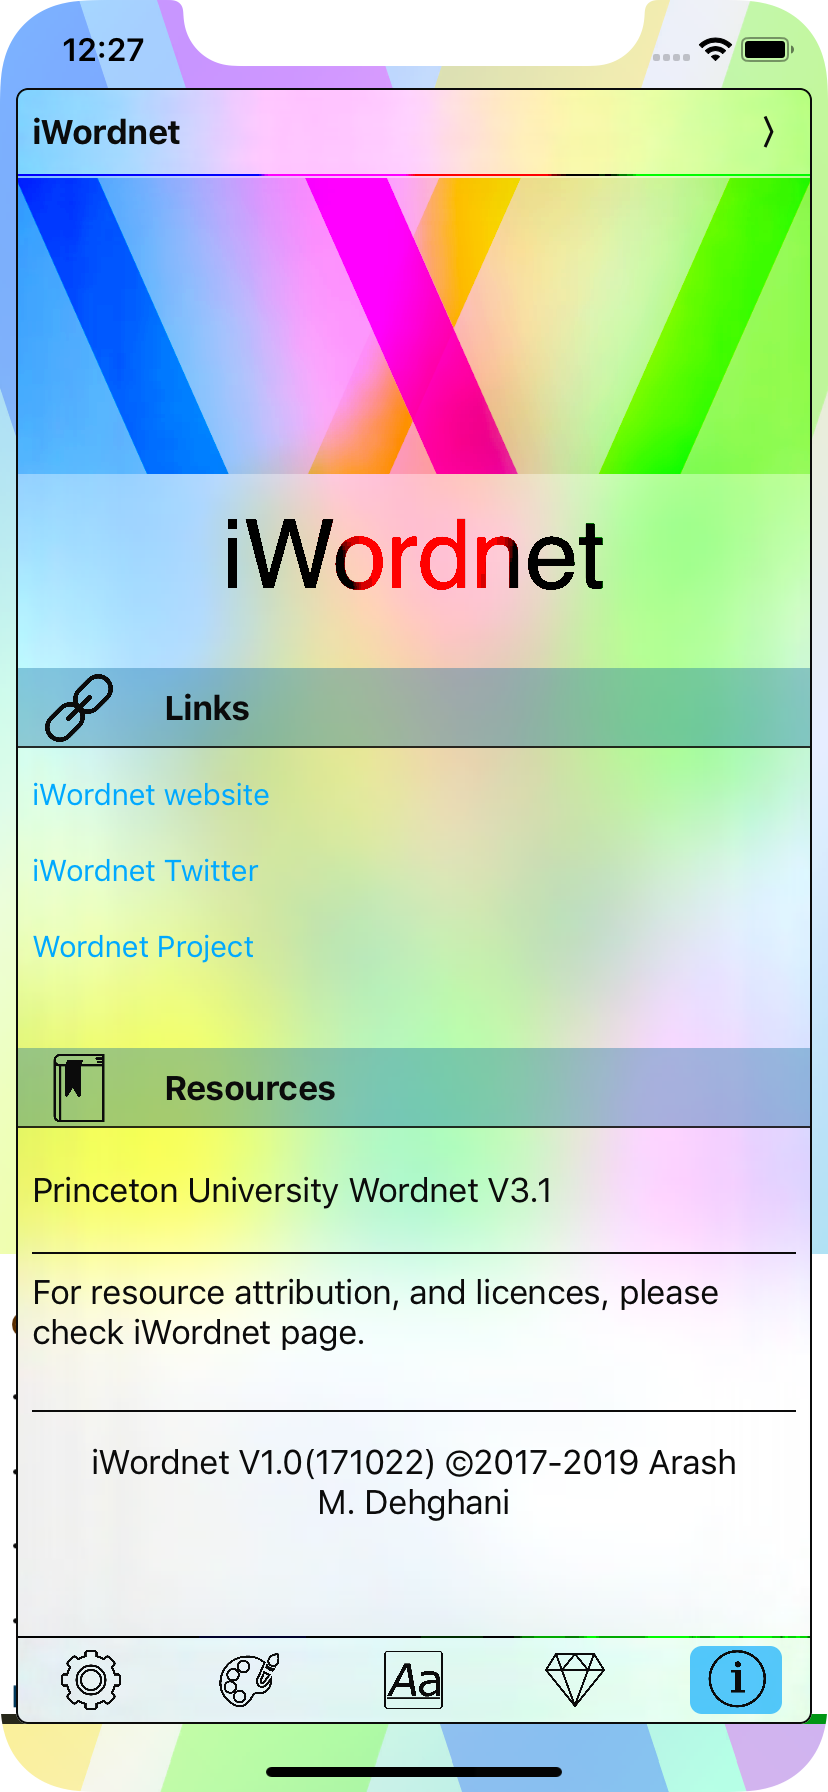 12:27
iWordnet
iWordnet
Links
iWordnet website
iWordnet Twitter
Wordnet Project
Resources
Princeton University Wordnet V3.1
For resource attribution, and licences, please
check iWordnet page.
iWordnet V1.0(171022) ©2017-2019 Arash
M. Dehghani
Aa
i